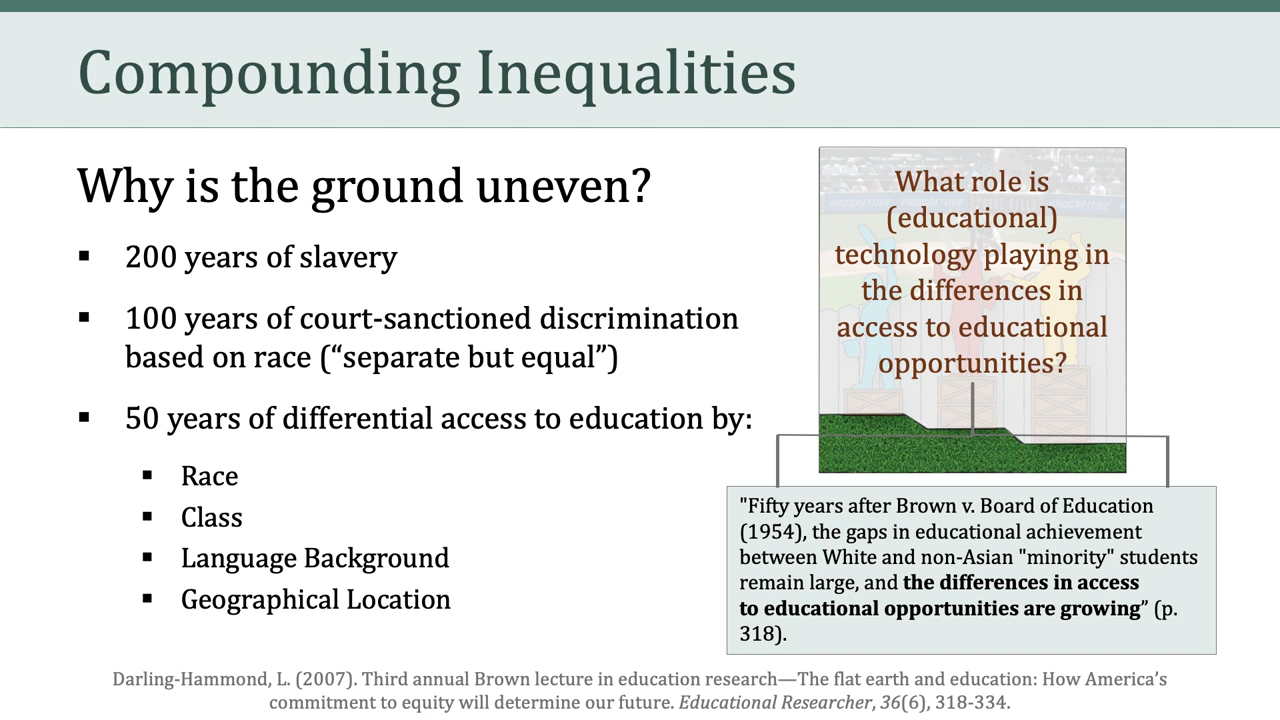 Compounding Inequalities
Why is the ground uneven?
▪ 200 years of slavery
▪ 100 years of court-sanctioned discrimination
based on race (“separate but equal”)
▪ 50 years of differential access to education by:
▪ Race
▪ Class
▪ Language Background
▪ Geographical Location
What role is
(educational)
technology playing in
the differences in
access to educational
opportunities?
PROGRESSIVE
"Fifty years after Brown v. Board of Education
(1954), the gaps in educational achievement
between White and non-Asian "minority" students
remain large, and the differences in access
to educational opportunities are growing” (p.
318).
Darling-Hammond, L. (2007). Third annual Brown lecture in education research—The flat earth and education: How America’s
commitment to equity will determine our future. Educational Researcher, 36(6), 318-334.